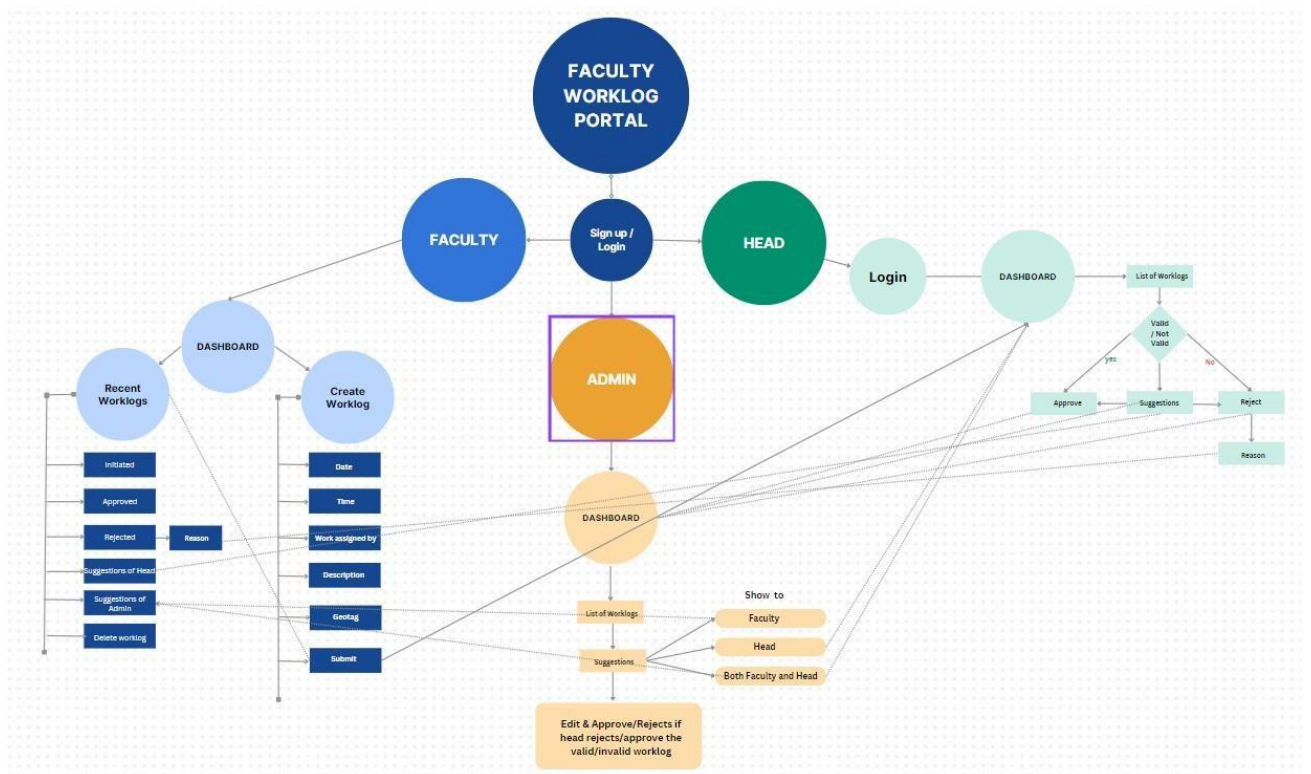 FACULTY
WORKLOG
PORTAL
Sign up /
Login
FACULTY
HEAD
Login
DASHBOARD
List of Worklogs
Valid
/ Not
Valid
yes
No
Approve
Suggestions
Reject
Reason
DASHBOARD
Recent
Worklogs
Create
Worklog
Initiated
Approved
Rejected
Reason
Suggestions of Head
Suggestions of
Admin
Delete worklog
Date
Time
Work assigned by
Description
Geotag
Submit
ADMIN
DASHBOARD
List of Worklogs
Suggestions
Show to
Faculty
Head
Both Faculty and Head
Edit & Approve/Rejects if
head rejects/approve the
valid/invalid worklog